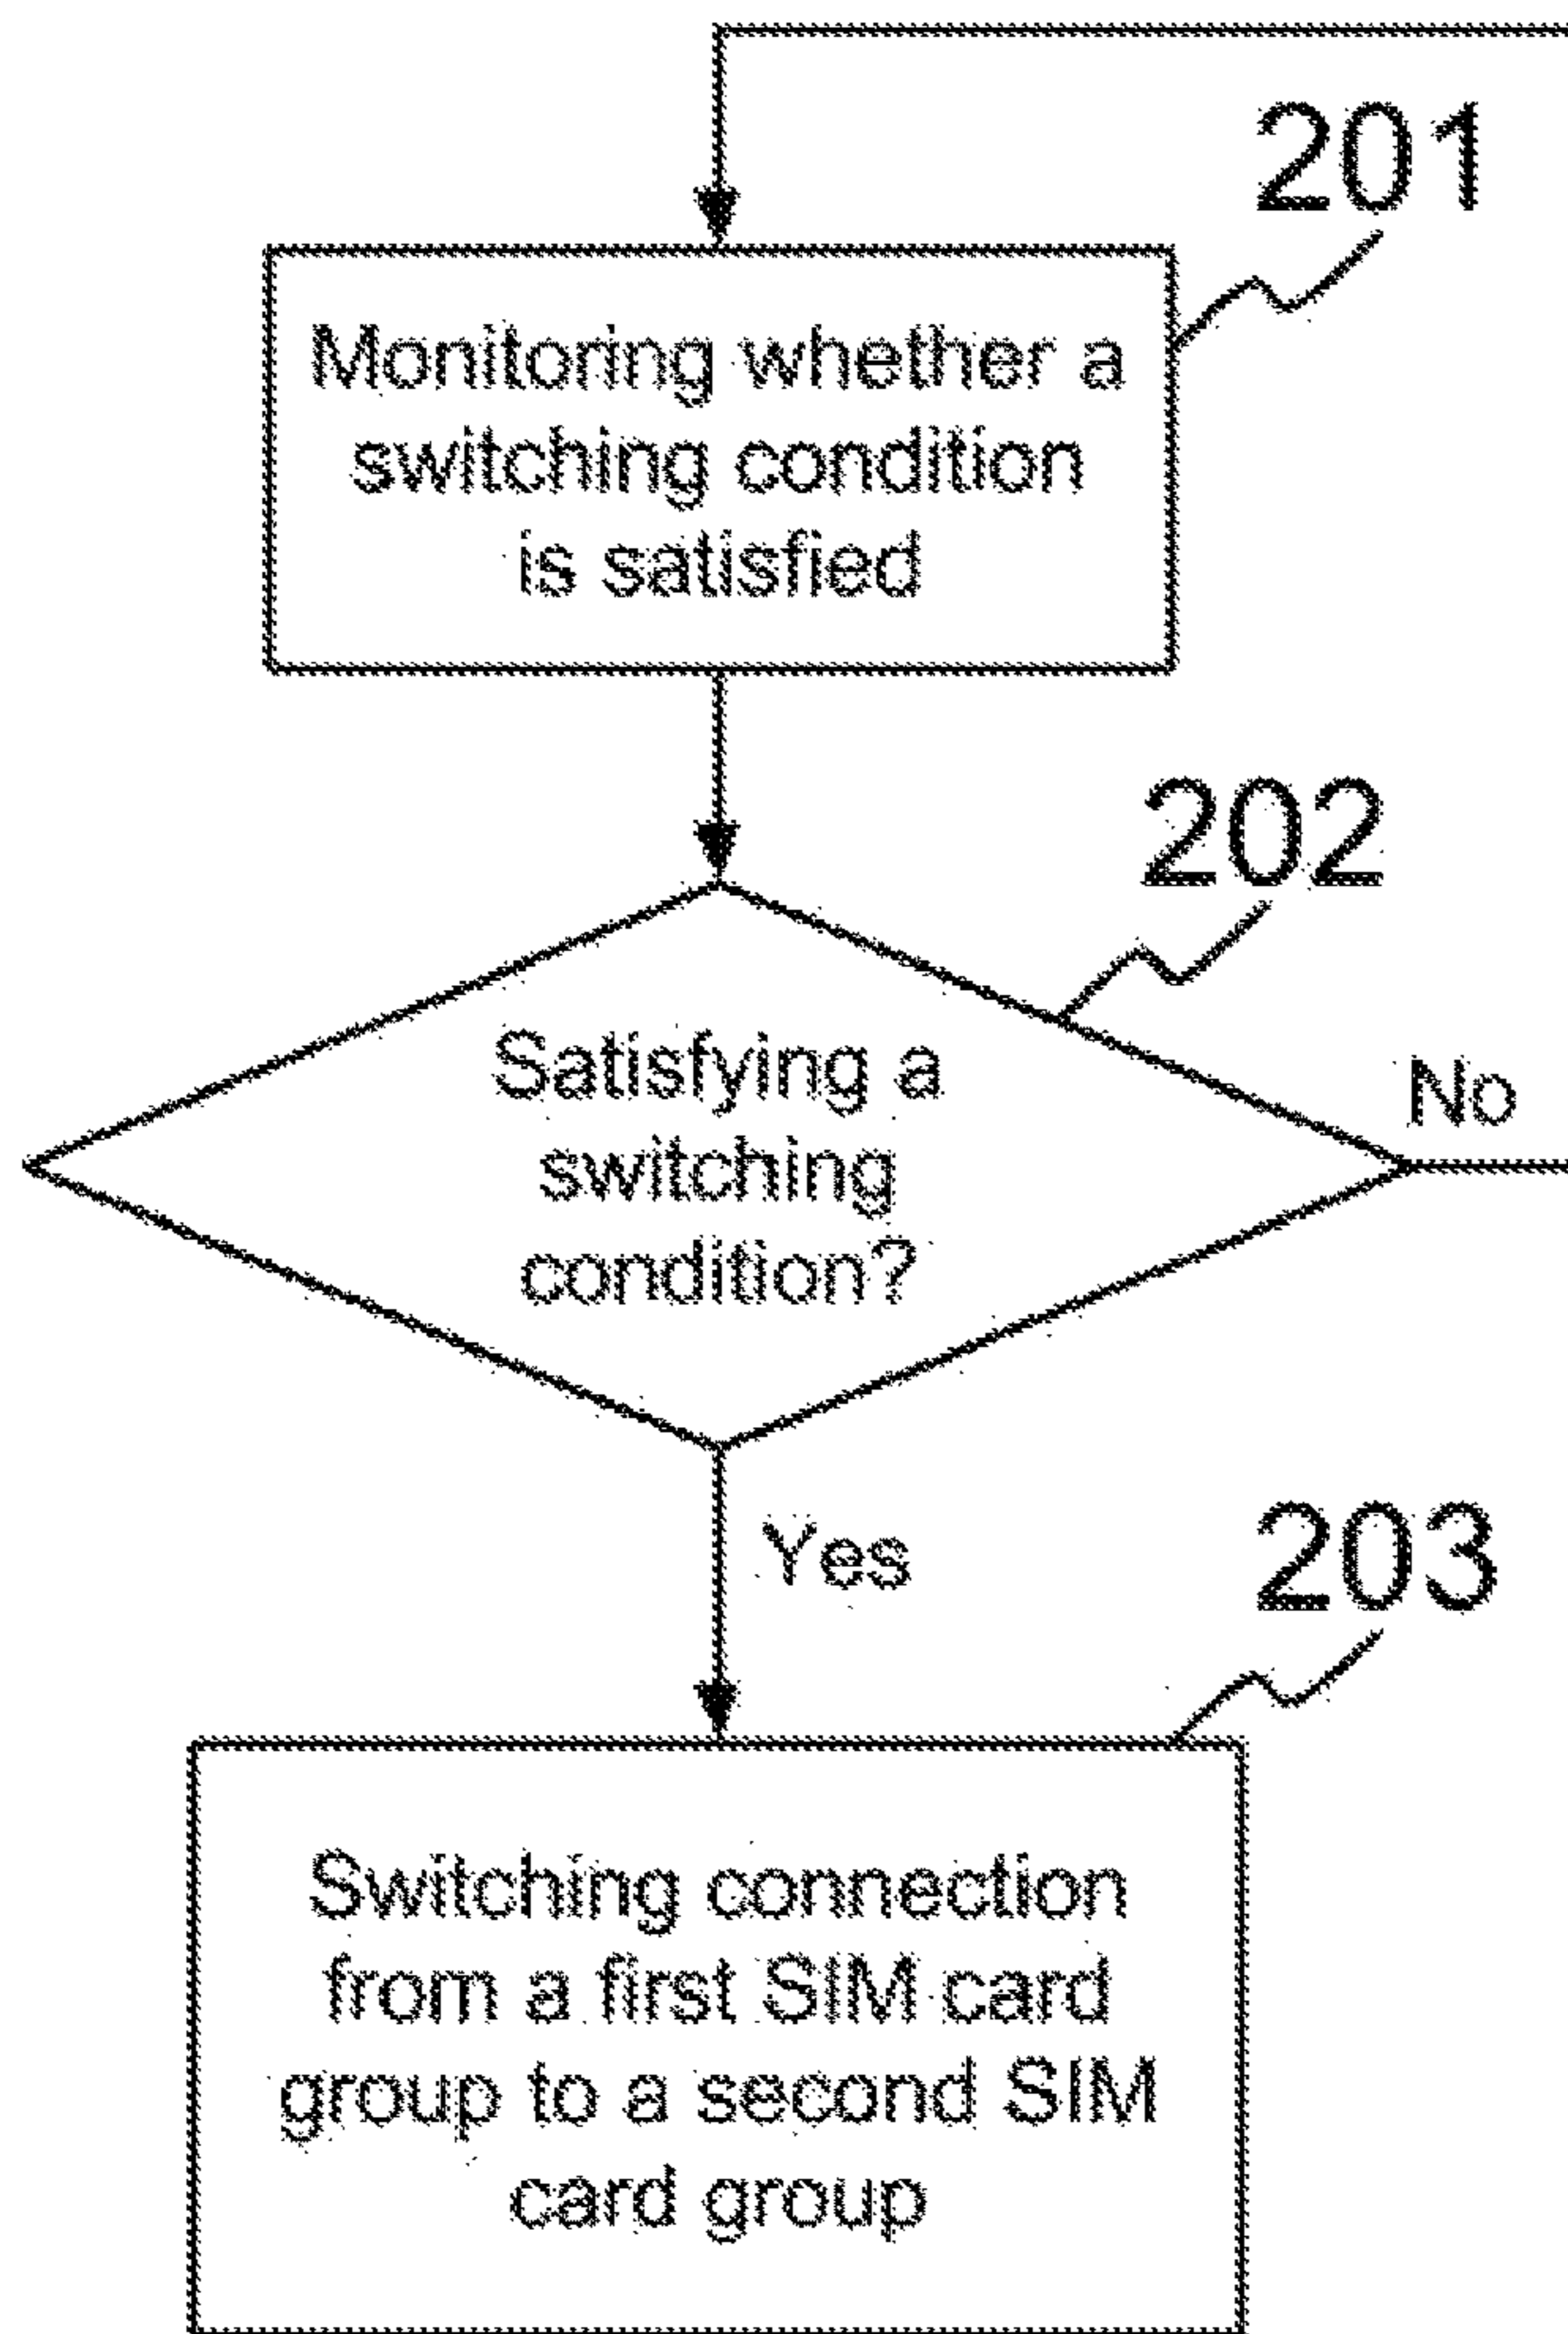 201
Monitoring whether a
switching condition
is satisfied
202
Satisfying a
switching
condition?
No
Yes
203
Switching connection
from a first SIM card
group to a second SIM
card group